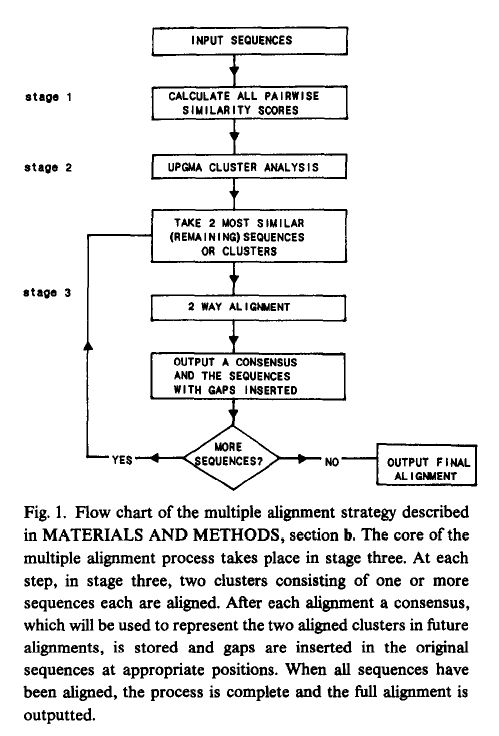 INPUT SEQUENCES
stage 1
CALCULATE ALL PAIRWISE
SIMILARITY SCORES
stage 2
UPGMA CLUSTER ANALYSIS
TAKE 2 MOST SIMILAR
(REMAINING) SEQUENCES
OR CLUSTERS
stage 3
2 WAY ALIGNMENT
OUTPUT A CONSENSUS
AND THE SEQUENCES
WITH GAPS INSERTED
MORE
SEQUENCES?
YES
NO
OUTPUT FINAL
ALIGNMENT
Fig. 1. Flow chart of the multiple alignment strategy described
in MATERIALS AND METHODS, section b. The core of the
multiple alignment process takes place in stage three. At each
step, in stage three, two clusters consisting of one or more
sequences each are aligned. After each alignment a consensus,
which will be used to represent the two aligned clusters in future
alignments, is stored and gaps are inserted in the original
sequences at appropriate positions. When all sequences have
been aligned, the process is complete and the full alignment is
outputted.